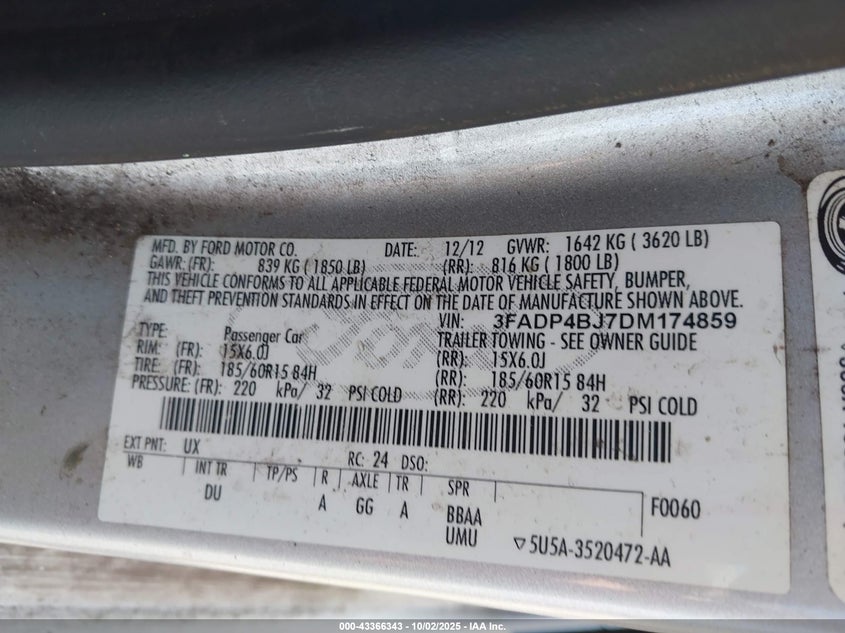 MFD. BY FORD MOTOR CO. DATE: 12/12 GVWR: 1642 KG ( 3620 LB)
GAWR: (FR): 839 KG ( 1850 LB) (RR): 816 KG ( 1800 LB)
THIS VEHICLE CONFORMS TO ALL APPLICABLE FEDERAL MOTOR VEHICLE SAFETY, BUMPER,
AND THEFT PREVENTION STANDARDS IN EFFECT ON THE DATE OF MANUFACTURE SHOWN ABOVE.
VIN: 3FADP4BJ7DM174859
TYPE: Passenger Car TRAILER TOWING - SEE OWNER GUIDE
RIM: (FR): 15X6.0J (RR): 15X6.0J
TIRE: (FR): 185/60R15 84H (RR): 185/60R15 84H
PRESSURE: (FR): 220 kPa/ 32 PSI COLD (RR): 220 kPa/ 32 PSI COLD
EXT PNT: UX RC: 24 DSO:
WB INT TR TP/PS R AXLE TR SPR F0060
DU A GG A BBAA
UMU ▽5U5A-3520472-AA
000-43366343 - 10/02/2025 - IAA Inc.